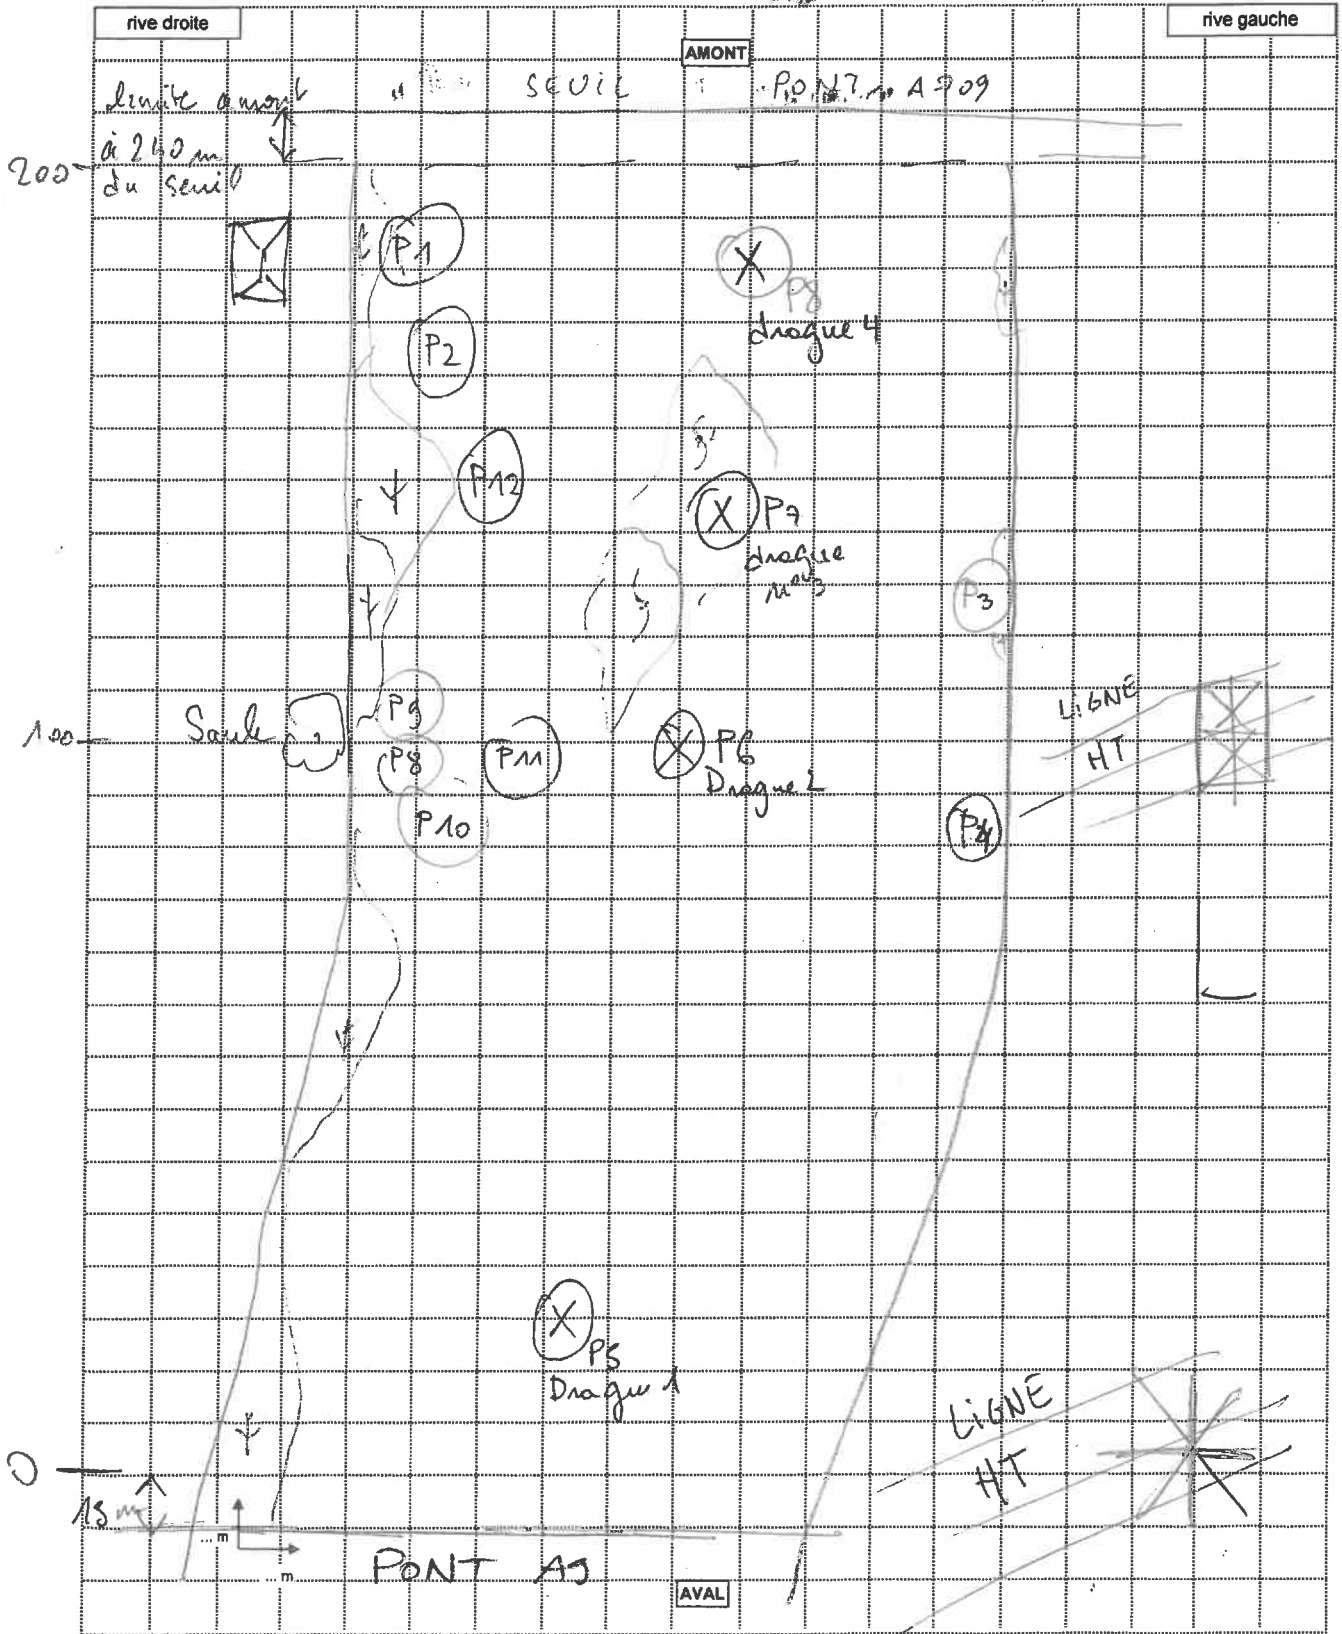 rive droite
rive gauche
AMONT
SEUIL
PONT A709
limite amont
à 240 m
du seuil
200
P1
P8
drague 4
P2
P12
P7
drague
n° 3
P3
Saule
P9
LIGNE
HT
100
P8
P11
P6
Drague 2
P10
P4
P5
Drague 1
LIGNE
HT
0
15 m
... m
... m
PONT A9
AVAL